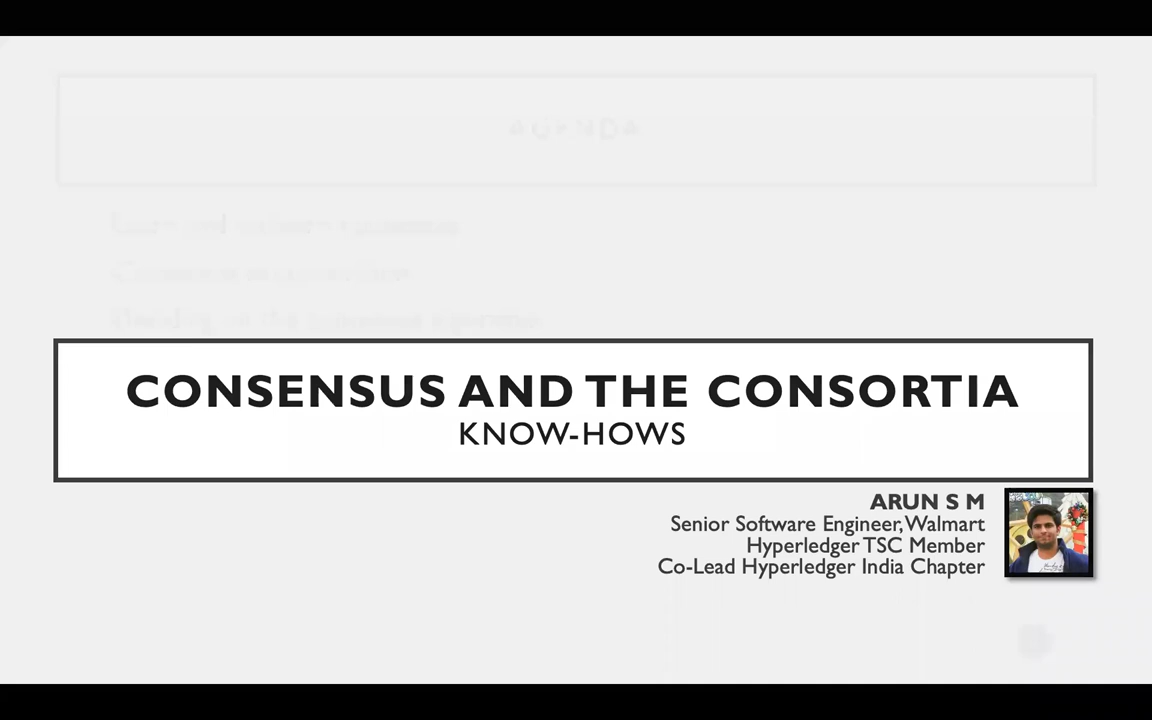 AGENDA
CONSENSUS AND THE CONSORTIA
KNOW-HOWS
ARUN S M
Senior Software Engineer, Walmart
Hyperledger TSC Member
Co-Lead Hyperledger India Chapter